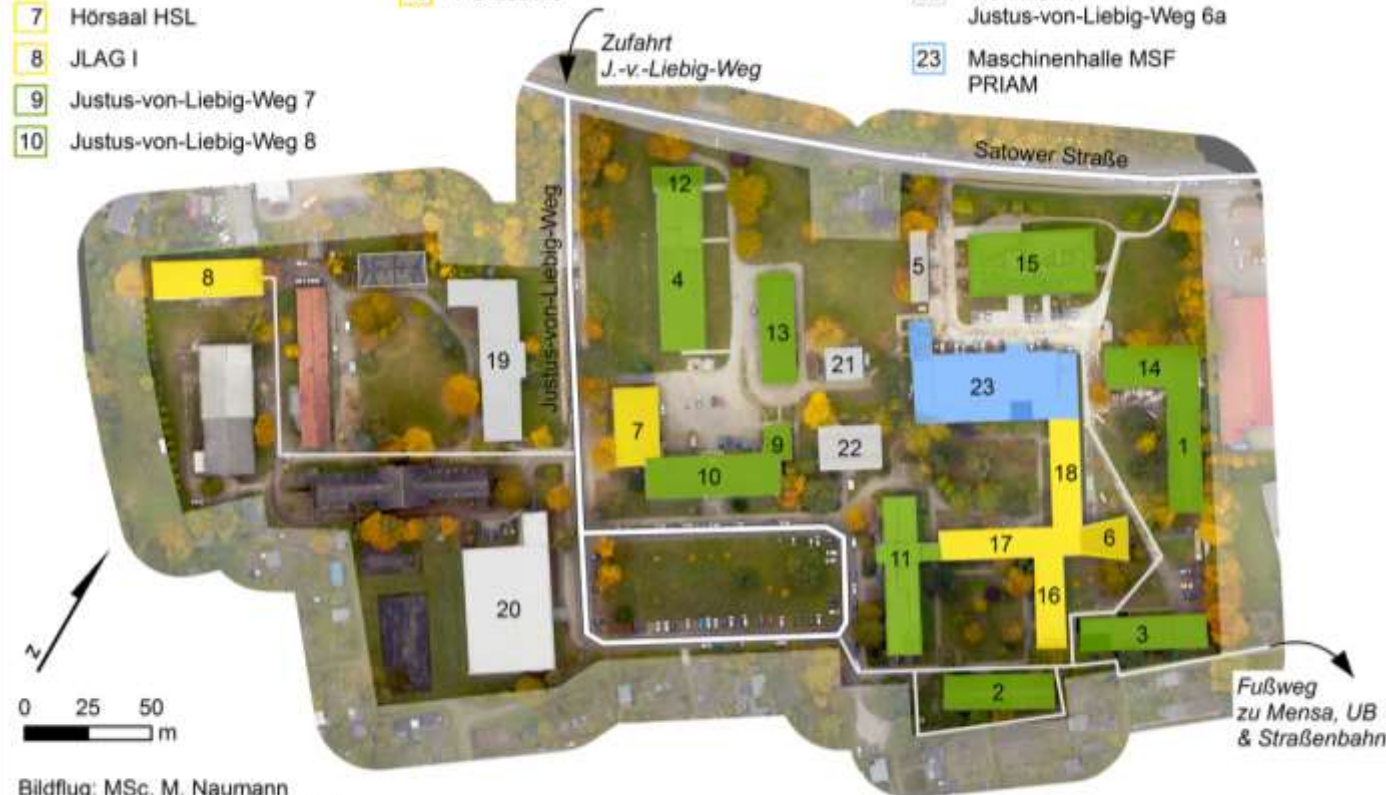 7 Hörsaal HSL
8 JLAG I
9 Justus-von-Liebig-Weg 7
10 Justus-von-Liebig-Weg 8
Justus-von-Liebig-Weg 6a
23 Maschinenhalle MSF
PRIAM
Zufahrt
J.-v.-Liebig-Weg
Satower Straße
Justus-von-Liebig-Weg
12
4
13
5
15
8
19
21
23
14
1
7
9
10
22
18
11
17
6
16
20
3
2
N
0 25 50
m
Fußweg
zu Mensa, UB
& Straßenbahn
Bildflug: MSc. M. Naumann